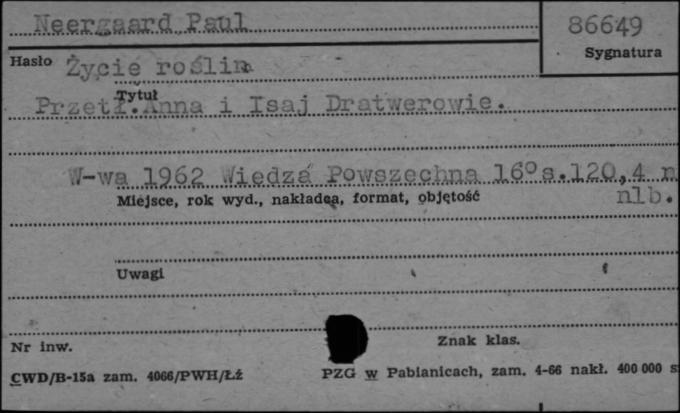 Neergaard Paul
86649
Sygnatura
Hasło
Życie roślin
Tytuł
Przetł. Anna i Isaj Dratwerowie.
W-wa 1962 Wiedza Powszechna 16° s.120,4 n
nlb.
Miejsce, rok wyd., nakładca, format, objętość
Uwagi
Nr inw.
Znak klas.
CWD/B-15a zam. 4066/PWH/Łź
PZG w Pabianicach, zam. 4-66 nakł. 400 000 s